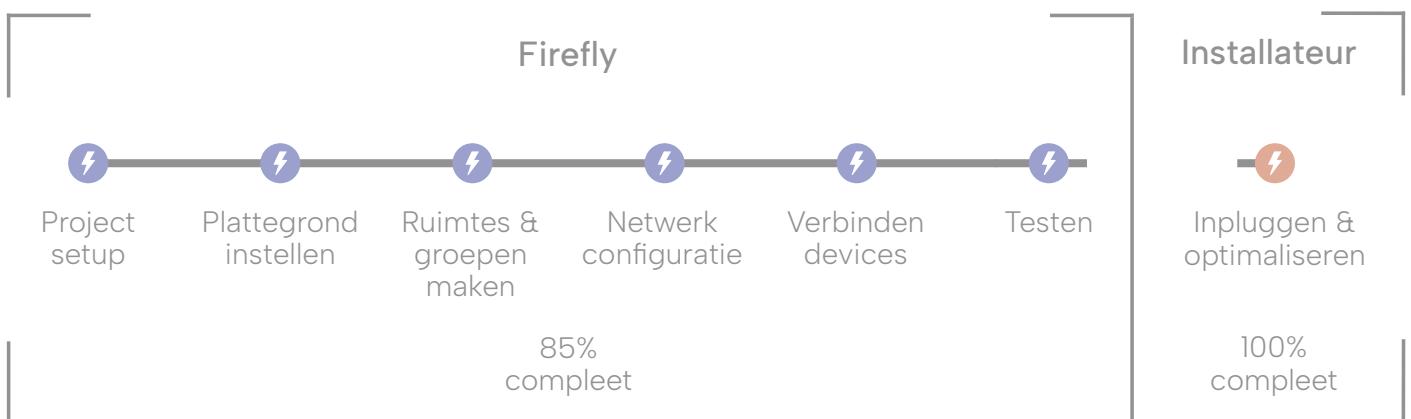 Firefly
Installateur
Project
setup
Plattegrond
instellen
Ruimtes &
groepen
maken
Netwerk
configuratie
Verbinden
devices
Testen
Inpluggen &
optimaliseren
85%
compleet
100%
compleet